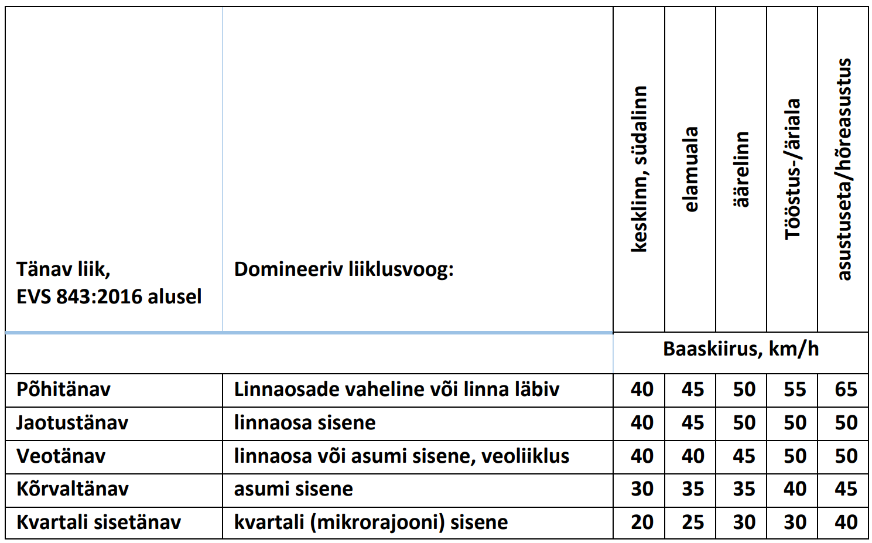 Tänav liik,
EVS 843:2016 alusel
Domineeriv liiklusvoog:
kesklinn, südalinn
elamuala
äärelinn
Tööstus-/äriala
asustuseta/hõreasustus
Baaskiirus, km/h
Põhitänav Linnaosade vaheline või linna läbiv 40 45 50 55 65
Jaotustänav linnaosa sisene 40 45 50 50 50
Veotänav linnaosa või asumi sisene, veoliiklus 40 40 45 50 50
Kõrvaltänav asumi sisene 30 35 35 40 45
Kvartali sisetänav kvartali (mikrorajooni) sisene 20 25 30 30 40